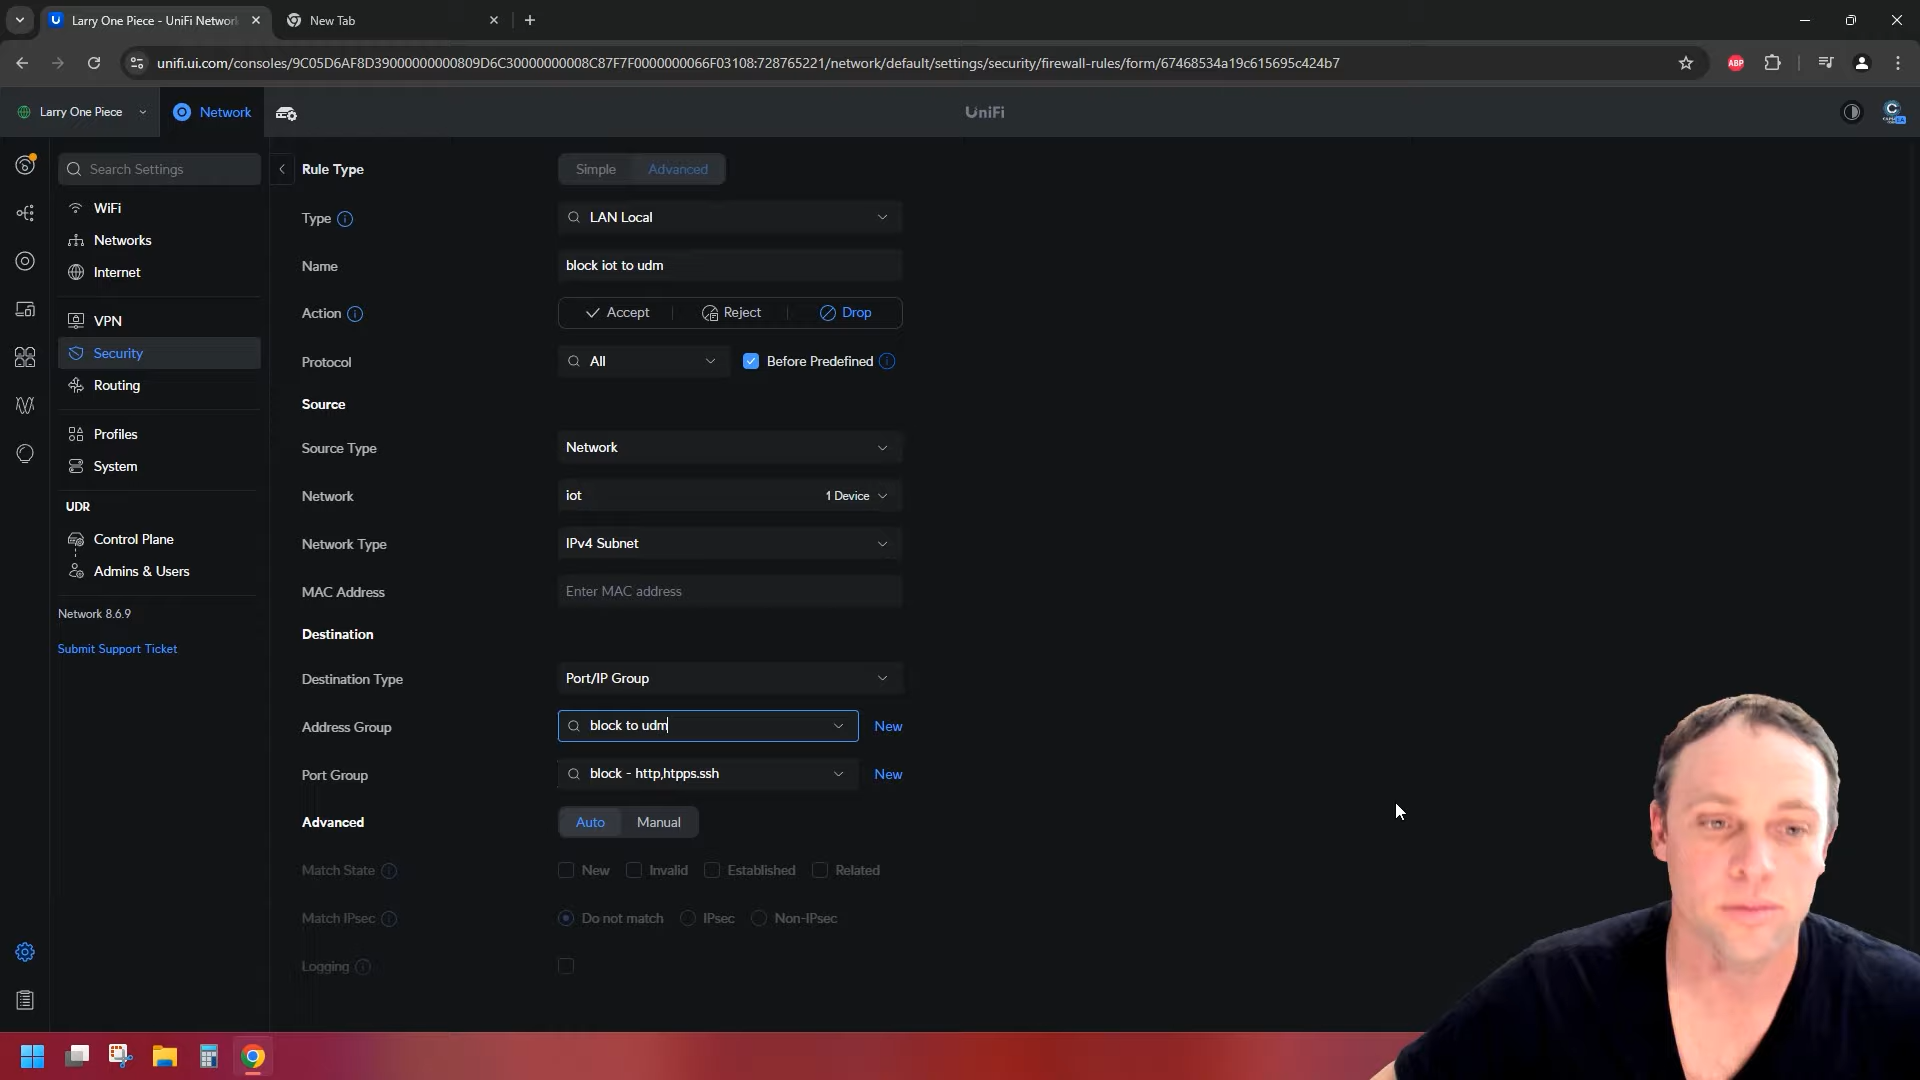 Larry One Piece - UniFi Network
New Tab
unifi.ui.com/consoles/9C05D6AF8D39000000000809D6C30000000008C87F7F0000000066F03108:728765221/network/default/settings/security/firewall-rules/form/67468534a19c615695c424b7
ABP
Larry One Piece
Network
UniFi
Search Settings
WiFi
Networks
Internet
VPN
Security
Routing
Profiles
System
UDR
Control Plane
Admins & Users
Network 8.6.9
Submit Support Ticket
Rule Type
Simple
Advanced
Type
LAN Local
Name
block iot to udm
Action
Accept
Reject
Drop
Protocol
All
Before Predefined
Source
Source Type
Network
Network
iot
1 Device
Network Type
IPv4 Subnet
MAC Address
Enter MAC address
Destination
Destination Type
Port/IP Group
Address Group
block to udm
New
Port Group
block - http,htpps.ssh
New
Advanced
Auto
Manual
Match State
New
Invalid
Established
Related
Match IPsec
Do not match
IPsec
Non-IPsec
Logging